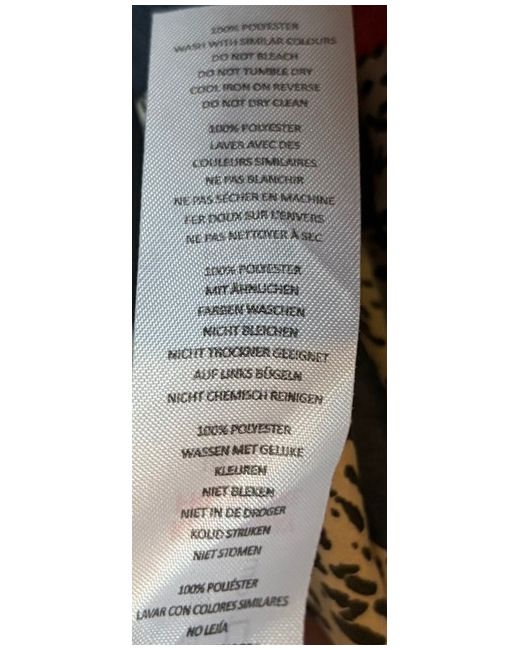 100% POLYESTER
WASH WITH SIMILAR COLOURS
DO NOT BLEACH
DO NOT TUMBLE DRY
COOL IRON ON REVERSE
DO NOT DRY CLEAN
100% POLYESTER
LAVER AVEC DES
COULEURS SIMILAIRES
NE PAS BLANCHIR
NE PAS SÉCHER EN MACHINE
FER DOUX SUR L'ENVERS
NE PAS NETTOYER À SEC
100% POLYESTER
MIT ÄHNLICHEN
FARBEN WASCHEN
NICHT BLEICHEN
NICHT TROCKNER GEEIGNET
AUF LINKS BÜGELN
NICHT CHEMISCH REINIGEN
100% POLYESTER
WASSEN MET GELIJKE
KLEUREN
NIET BLEKEN
NIET IN DE DROGER
KOUD STRIJKEN
NIET STOMEN
100% POLIÉSTER
LAVAR CON COLORES SIMILARES
NO LEJÍA